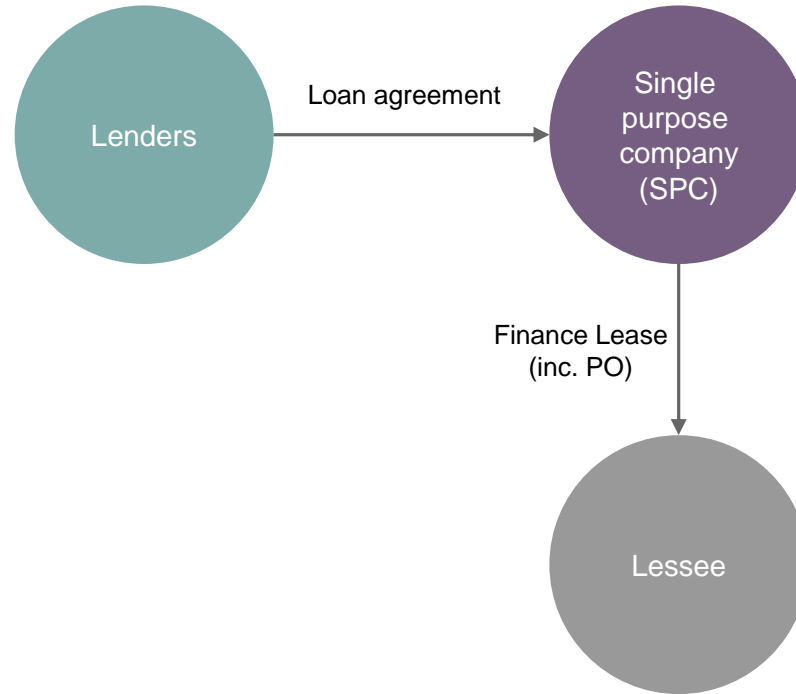 Lenders
Loan agreement
Single
purpose
company
(SPC)
Finance Lease
(inc. PO)
Lessee